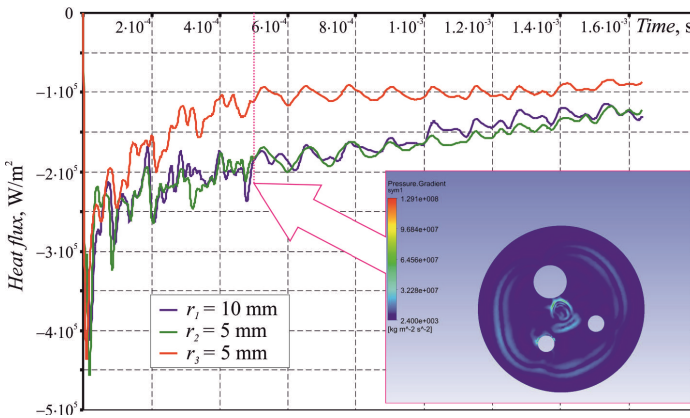 0
2·10⁻⁴ 4·10⁻⁴ 6·10⁻⁴ 8·10⁻⁴ 1·10⁻³ 1.2·10⁻³ 1.4·10⁻³ 1.6·10⁻³ Time, s
−1·10⁵
−2·10⁵
−3·10⁵
−4·10⁵
−5·10⁵
Heat flux, W/m²
r₁ = 10 mm
r₂ = 5 mm
r₃ = 5 mm
Pressure.Gradient
sym1
1.291e+008
9.684e+007
6.456e+007
3.228e+007
2.400e+003
[kg m^-2 s^-2]